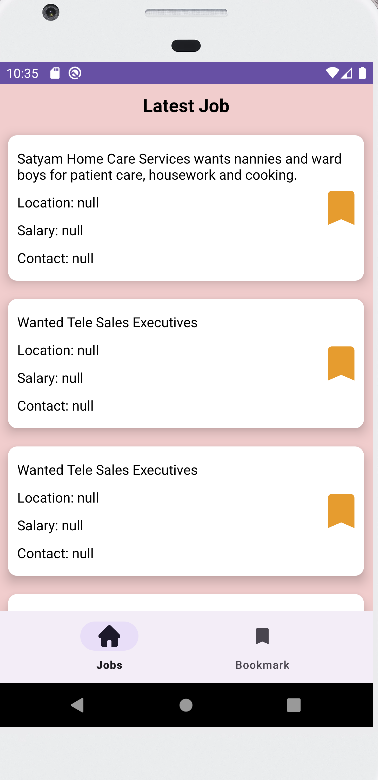 10:35
Latest Job
Satyam Home Care Services wants nannies and ward
boys for patient care, housework and cooking.
Location: null
Salary: null
Contact: null
Wanted Tele Sales Executives
Location: null
Salary: null
Contact: null
Wanted Tele Sales Executives
Location: null
Salary: null
Contact: null
Jobs
Bookmark